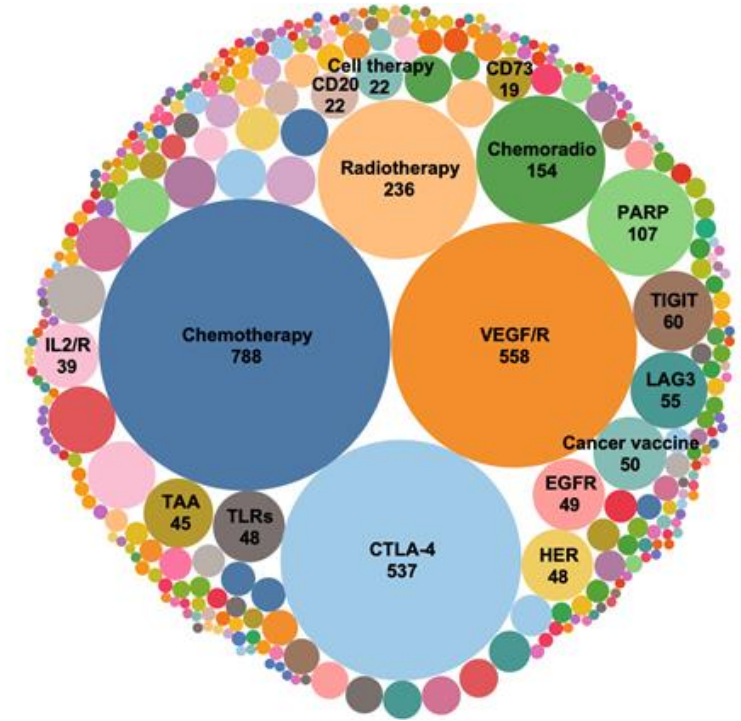 Cell therapy
22
CD20
22
CD73
19
Radiotherapy
236
Chemoradio
154
PARP
107
TIGIT
60
Chemotherapy
788
VEGF/R
558
IL2/R
39
LAG3
55
Cancer vaccine
50
EGFR
49
TAA
45
TLRs
48
CTLA-4
537
HER
48